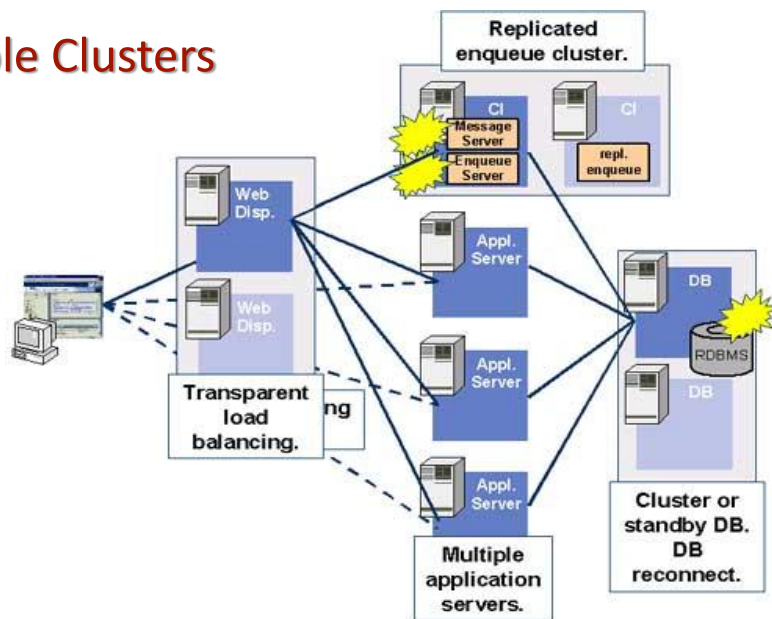 le Clusters
Replicated
enqueue cluster.
CI
Message
Server
Enqueue
Server
CI
repl.
enqueue
Web
Disp.
Web
Disp.
Transparent
load
balancing.
ng
Appl.
Server
Appl.
Server
Appl.
Server
Multiple
application
servers.
DB
RDBMS
DB
Cluster or
standby DB.
DB
reconnect.